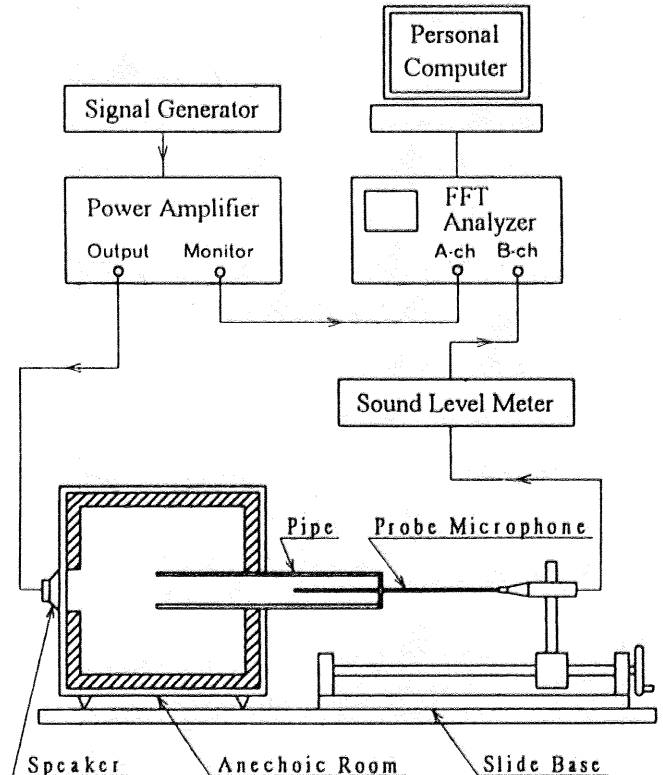 Personal
Computer
Signal Generator
Power Amplifier
Output Monitor
FFT
Analyzer
A-ch B-ch
Sound Level Meter
Pipe
Probe Microphone
Speaker
Anechoic Room
Slide Base